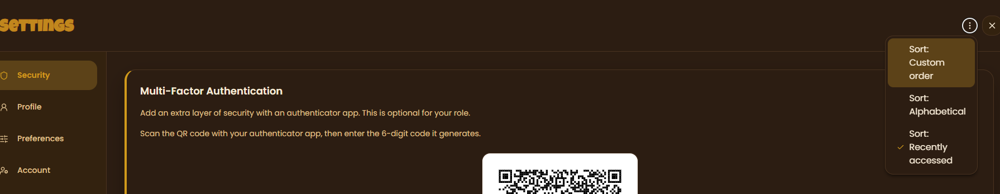 Settings
Security
Profile
Preferences
Account
Multi-Factor Authentication
Add an extra layer of security with an authenticator app. This is optional for your role.
Scan the QR code with your authenticator app, then enter the 6-digit code it generates.
Sort:
Custom
order
Sort:
Alphabetical
Sort:
Recently
accessed